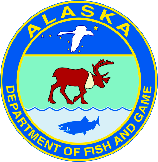 ALASKA
DEPARTMENT OF FISH AND GAME